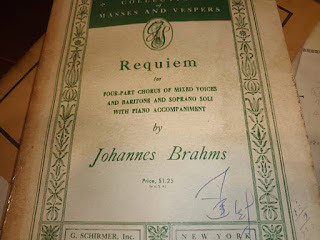 MASSES AND VESPERS
Requiem
for
FOUR-PART CHORUS OF MIXED VOICES
AND BARITONE AND SOPRANO SOLI
WITH PIANO ACCOMPANIMENT
by
Johannes Brahms
Price, $1.25
G. SCHIRMER, Inc. NEW YORK